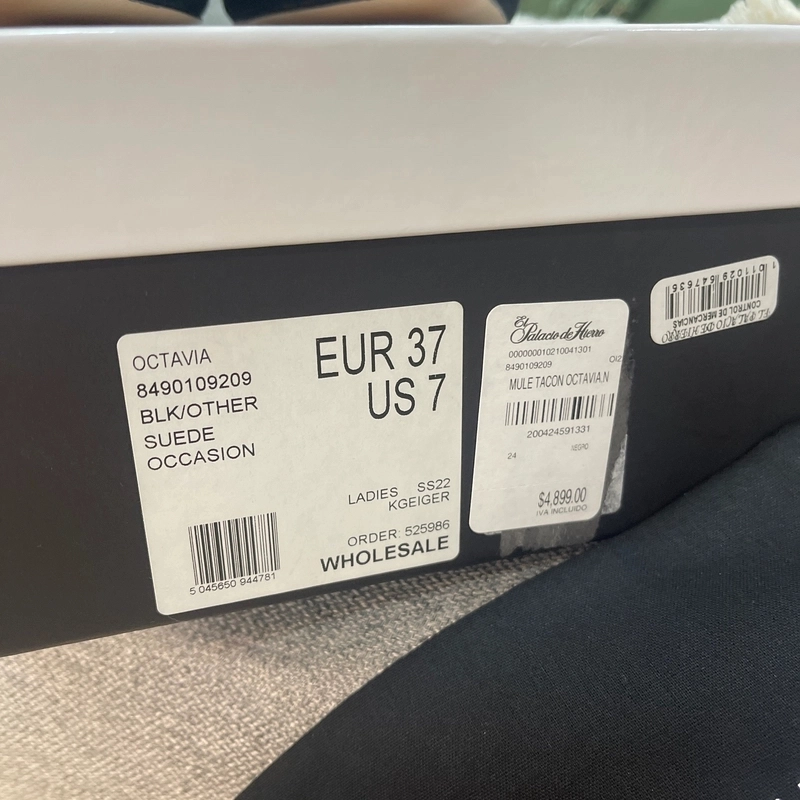 OCTAVIA
8490109209
BLK/OTHER
SUEDE
OCCASION
EUR 37
US 7
LADIES SS22
KGEIGER
ORDER: 525986
WHOLESALE
5 045650 944781
El
Palacio de Hierro
000000010210041301
8490109209
MULE TACON OCTAVIA,N
200424591331
24 NEGRO
$4,899.00
IVA INCLUIDO
EL PALACIO DE HIERRO
CONTROL DE MERCANCIAS